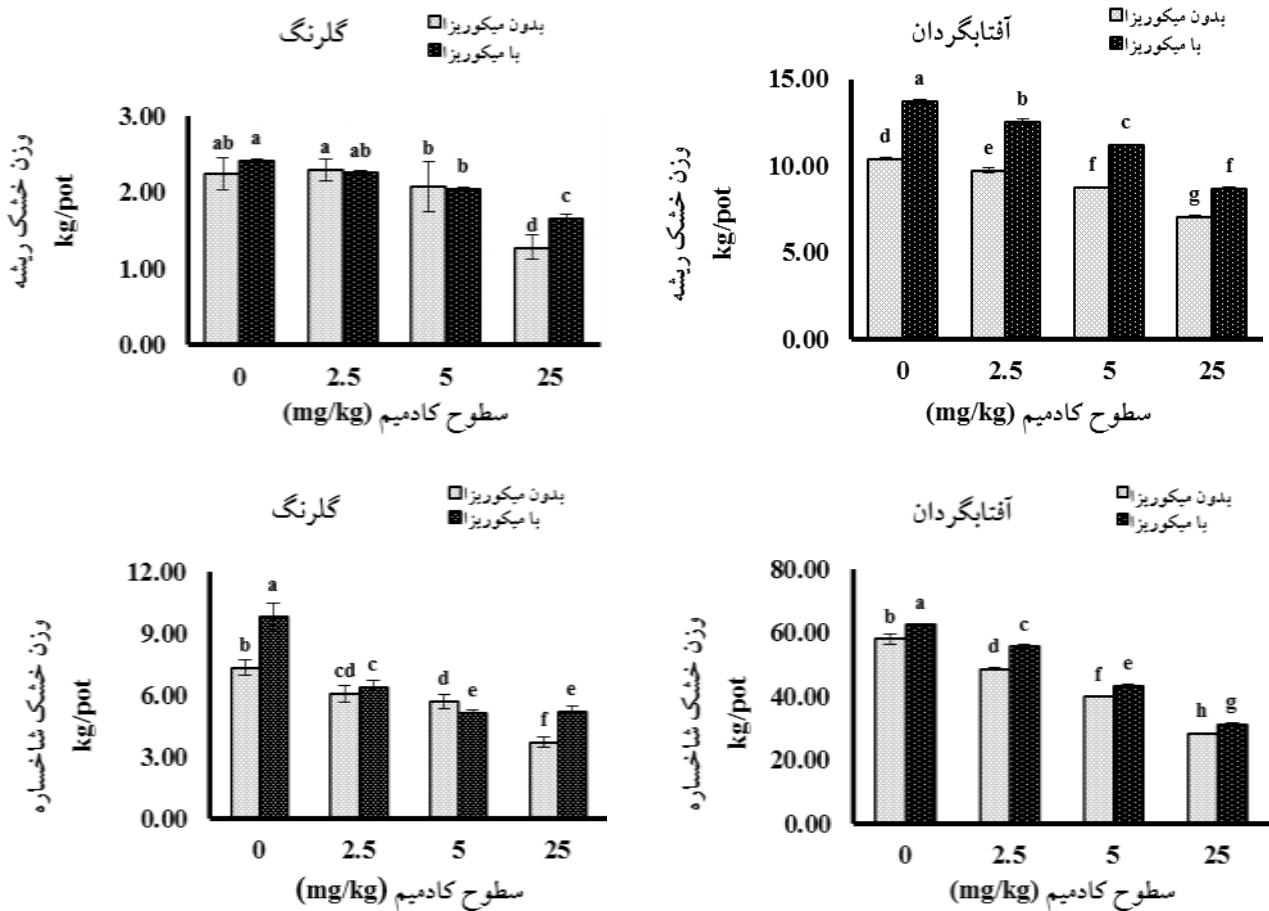 گلرنگ
بدون میکوریزا
با میکوریزا
وزن خشک ریشه
kg/pot
3.00
2.00
1.00
0.00
ab a a ab b b d c
0 2.5 5 25
سطوح کادمیم (mg/kg)
آفتابگردان
بدون میکوریزا
با میکوریزا
وزن خشک ریشه
kg/pot
15.00
10.00
5.00
0.00
d a e b f c g f
0 2.5 5 25
سطوح کادمیم (mg/kg)
گلرنگ
بدون میکوریزا
با میکوریزا
وزن خشک شاخساره
kg/pot
12.00
9.00
6.00
3.00
0.00
b a cd c d e f e
0 2.5 5 25
سطوح کادمیم (mg/kg)
آفتابگردان
بدون میکوریزا
با میکوریزا
وزن خشک شاخساره
kg/pot
80.00
60.00
40.00
20.00
0.00
b a d c f e h g
0 2.5 5 25
سطوح کادمیم (mg/kg)